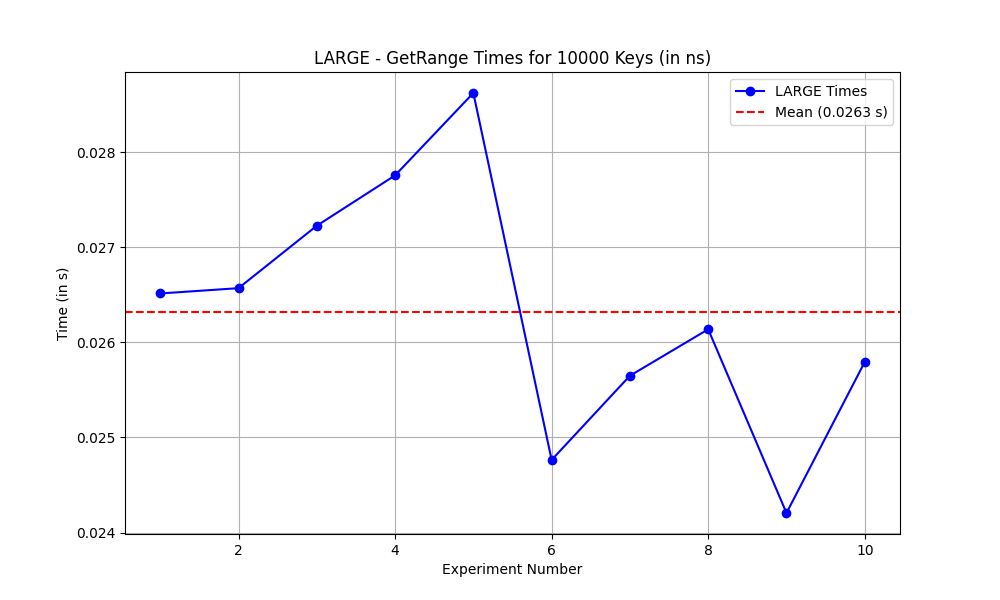 LARGE - GetRange Times for 10000 Keys (in ns)
LARGE Times
Mean (0.0263 s)
0.028
0.027
0.026
0.025
0.024
Time (in s)
2 4 6 8 10
Experiment Number